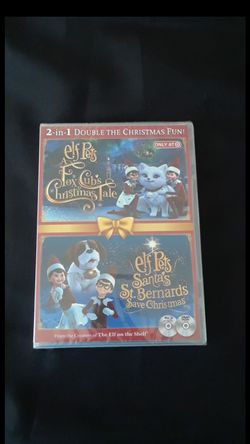 2-in-1 DOUBLE THE CHRISTMAS FUN!
ONLY AT
elf Pets
A
Fox Cub's
Christmas Tale
elf Pets
Santa's
St. Bernards
Save Christmas
From the Creators of The Elf on the Shelf®